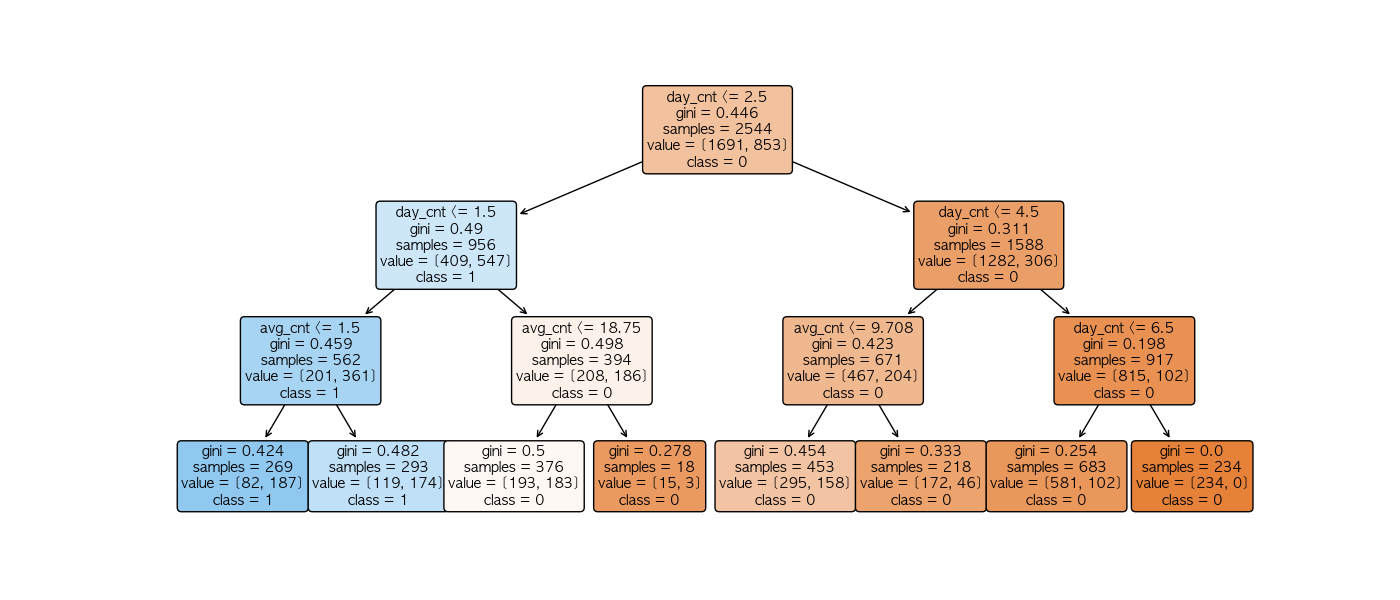 day_cnt <= 2.5
gini = 0.446
samples = 2544
value = [1691, 853]
class = 0
day_cnt <= 1.5
gini = 0.49
samples = 956
value = [409, 547]
class = 1
day_cnt <= 4.5
gini = 0.311
samples = 1588
value = [1282, 306]
class = 0
avg_cnt <= 1.5
gini = 0.459
samples = 562
value = [201, 361]
class = 1
avg_cnt <= 18.75
gini = 0.498
samples = 394
value = [208, 186]
class = 0
avg_cnt <= 9.708
gini = 0.423
samples = 671
value = [467, 204]
class = 0
day_cnt <= 6.5
gini = 0.198
samples = 917
value = [815, 102]
class = 0
gini = 0.424
samples = 269
value = [82, 187]
class = 1
gini = 0.482
samples = 293
value = [119, 174]
class = 1
gini = 0.5
samples = 376
value = [193, 183]
class = 0
gini = 0.278
samples = 18
value = [15, 3]
class = 0
gini = 0.454
samples = 453
value = [295, 158]
class = 0
gini = 0.333
samples = 218
value = [172, 46]
class = 0
gini = 0.254
samples = 683
value = [581, 102]
class = 0
gini = 0.0
samples = 234
value = [234, 0]
class = 0